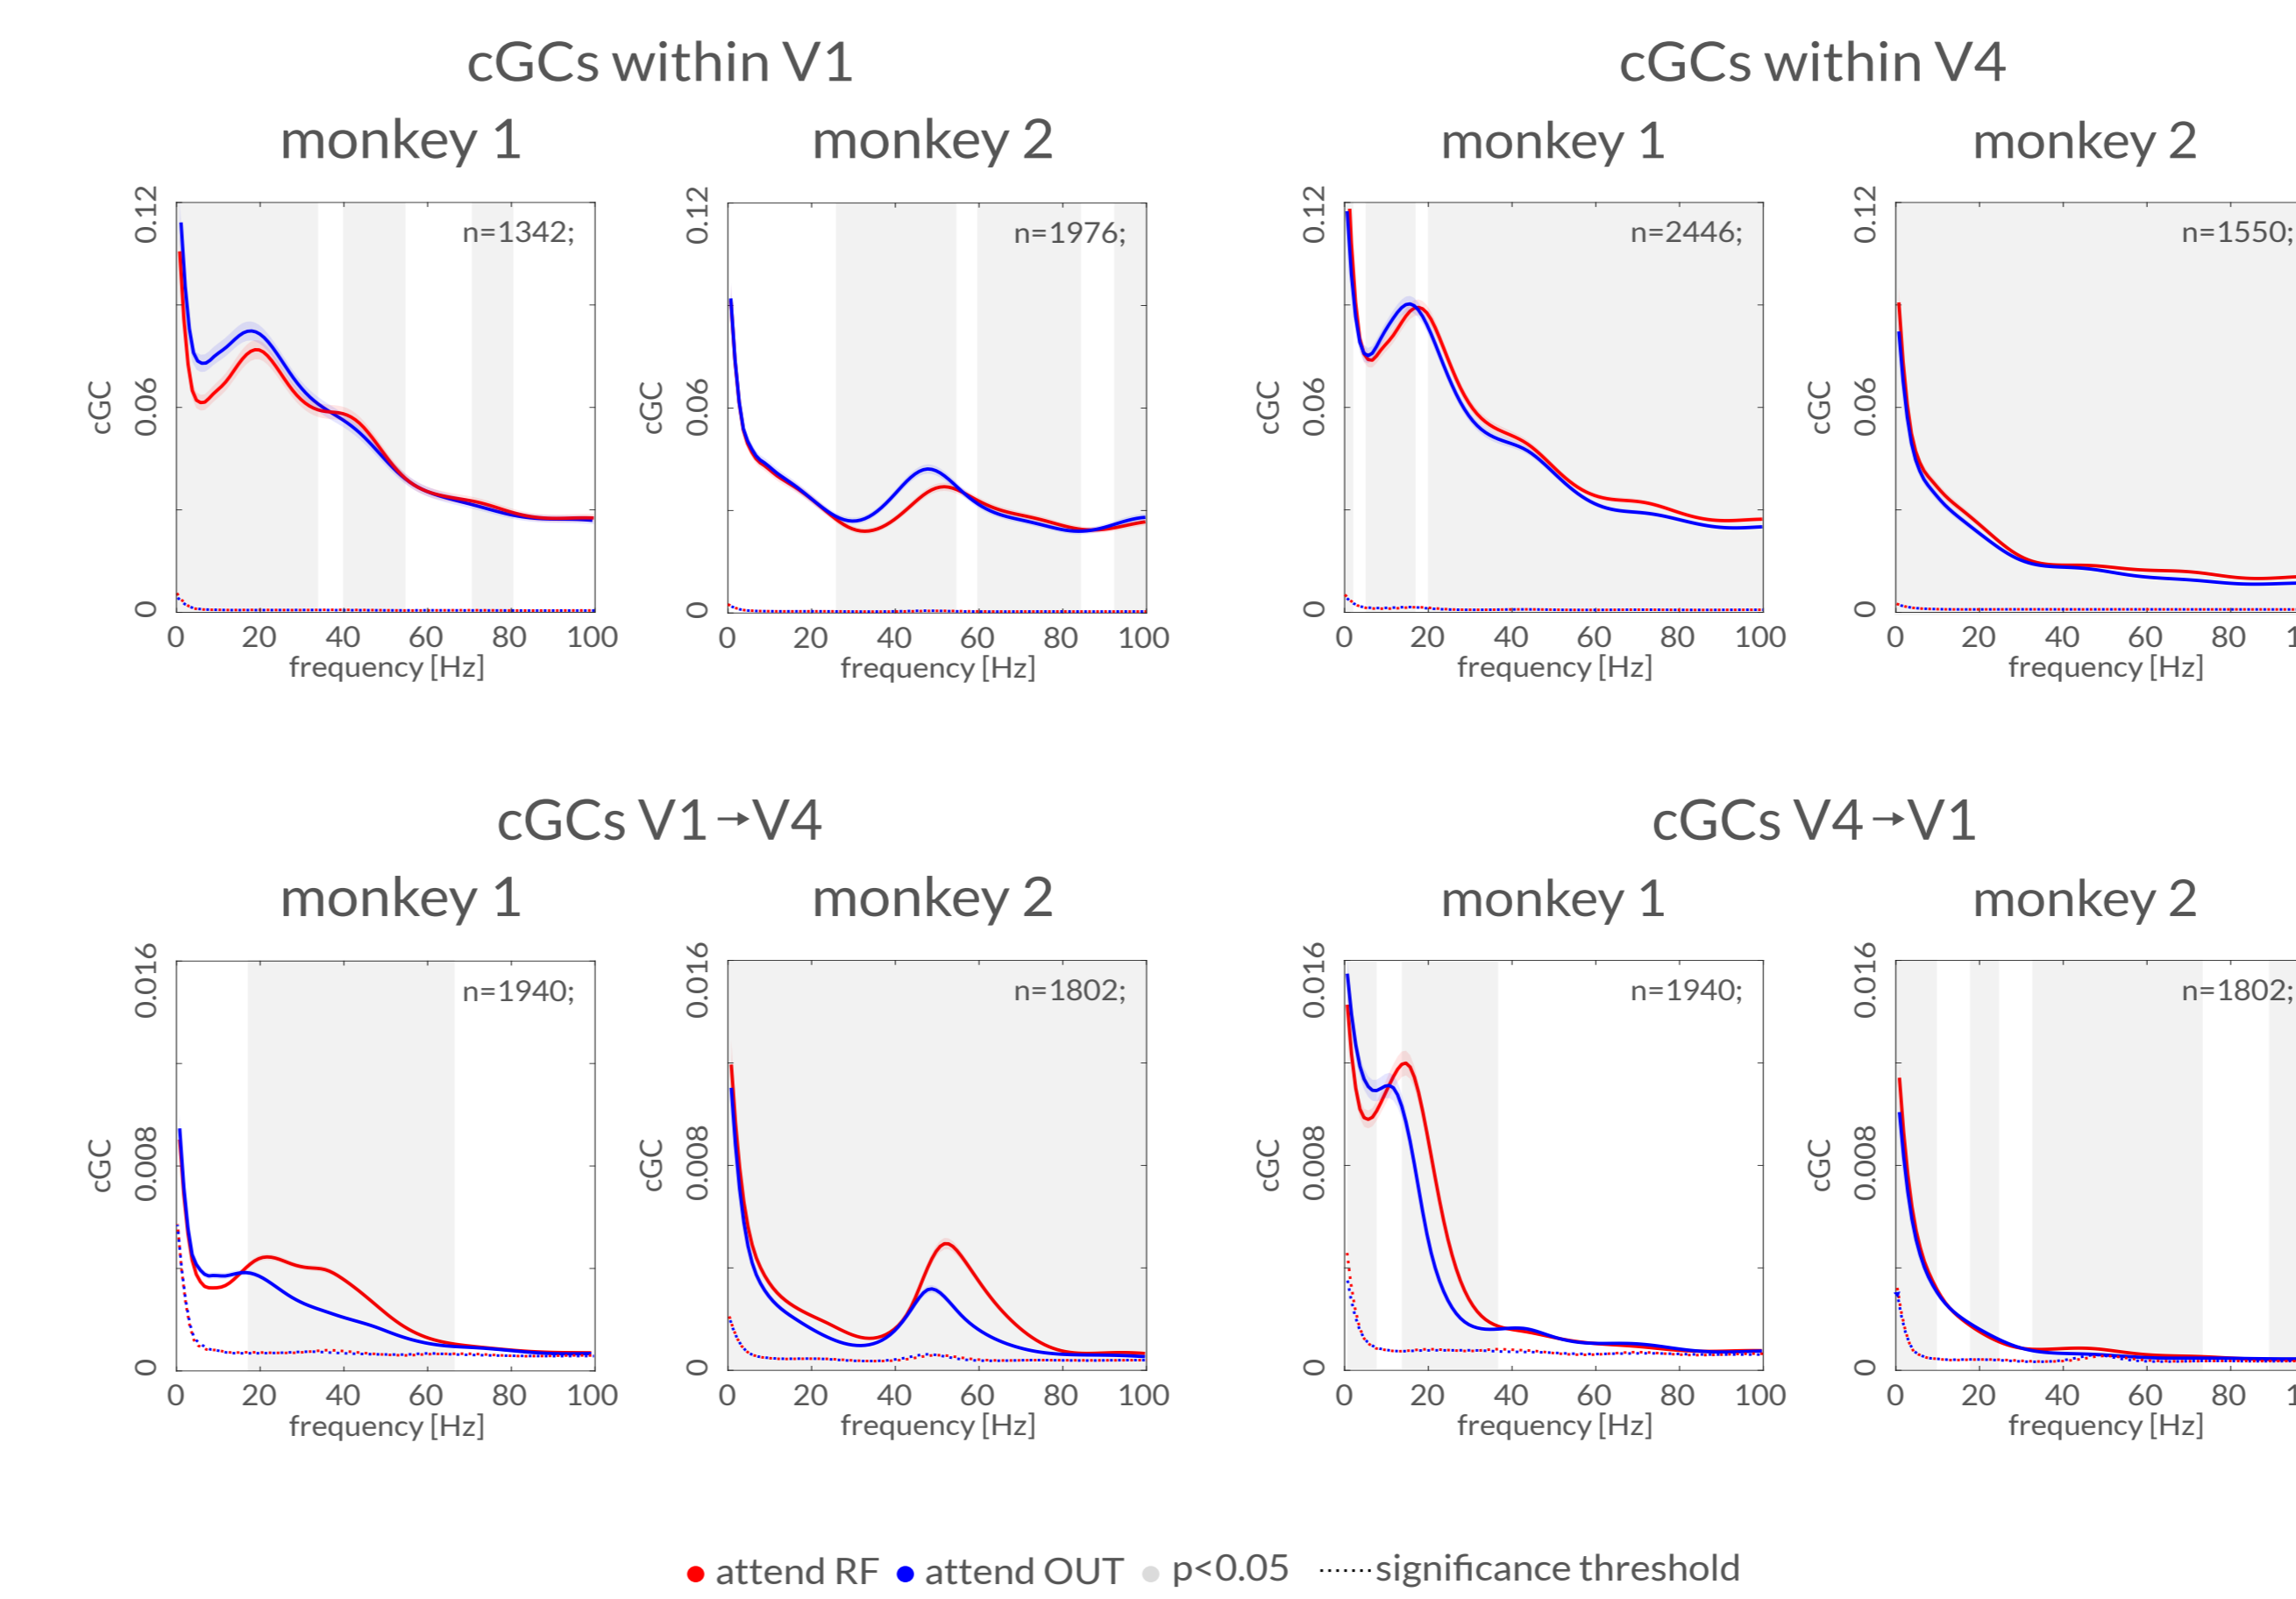 cGCs within V1
cGCs within V4
monkey 1
monkey 2
monkey 1
monkey 2
0.12
0.06
0
cGC
n=1342;
0 20 40 60 80 100
frequency [Hz]
0.12
0.06
0
cGC
n=1976;
0 20 40 60 80 100
frequency [Hz]
0.12
0.06
0
cGC
n=2446;
0 20 40 60 80 100
frequency [Hz]
0.12
0.06
0
cGC
n=1550;
0 20 40 60 80 1
frequency [Hz]
cGCs V1→V4
cGCs V4→V1
monkey 1
monkey 2
monkey 1
monkey 2
0.016
0.008
0
cGC
n=1940;
0 20 40 60 80 100
frequency [Hz]
0.016
0.008
0
cGC
n=1802;
0 20 40 60 80 100
frequency [Hz]
0.016
0.008
0
cGC
n=1940;
0 20 40 60 80 100
frequency [Hz]
0.016
0.008
0
cGC
n=1802;
0 20 40 60 80 1
frequency [Hz]
attend RF attend OUT p<0.05 significance threshold